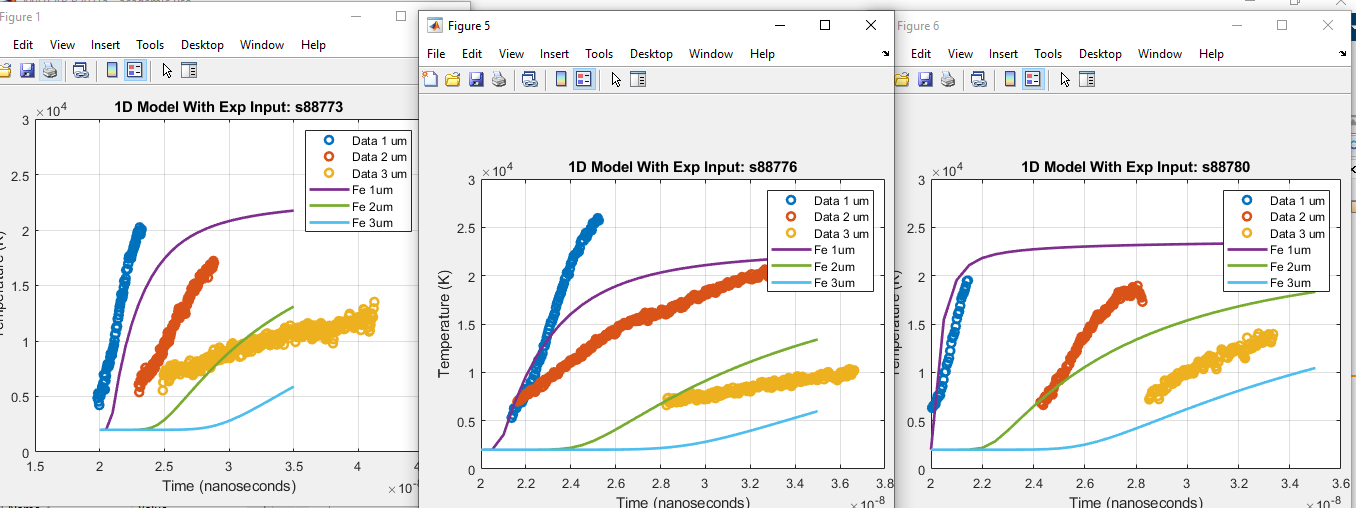 Figure 1
Edit View Insert Tools Desktop Window Help
1D Model With Exp Input: s88773
×10^4
3
2.5
2
1.5
1
0.5
0
1.5 2 2.5 3 3.5 4
Time (nanoseconds)
Data 1 um
Data 2 um
Data 3 um
Fe 1um
Fe 2um
Fe 3um
Figure 5
File Edit View Insert Tools Desktop Window Help
1D Model With Exp Input: s88776
×10^4
3
2.5
2
1.5
1
0.5
0
Temperature (K)
2 2.2 2.4 2.6 2.8 3 3.2 3.4 3.6 3.8
Time (nanoseconds)
×10^-8
Data 1 um
Data 2 um
Data 3 um
Fe 1um
Fe 2um
Fe 3um
Figure 6
Edit View Insert Tools Desktop Window Help
1D Model With Exp Input: s88780
×10^4
3
2.5
2
1.5
1
0.5
0
2 2.2 2.4 2.6 2.8 3 3.2 3.4 3.6
Time (nanoseconds)
×10^-8
Data 1 um
Data 2 um
Data 3 um
Fe 1um
Fe 2um
Fe 3um